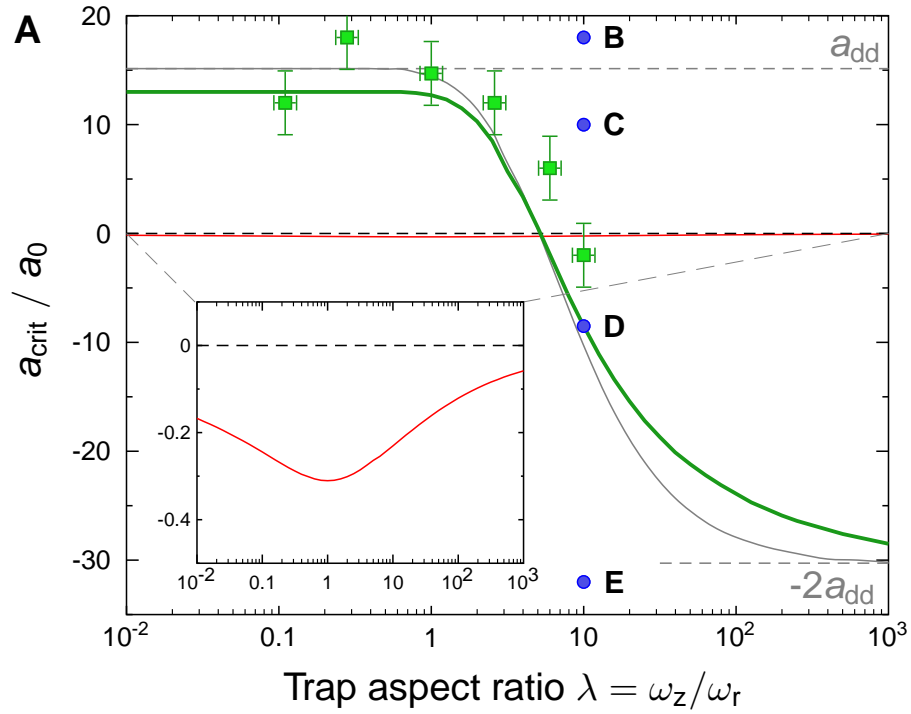 A
20
15
10
5
0
-10
-20
-30
a_crit / a_0
B
a_dd
C
D
E
-2a_dd
0
-0.2
-0.4
10^-2 0.1 1 10 10^2 10^3
10^-2 0.1 1 10 10^2 10^3
Trap aspect ratio λ = ω_z/ω_r